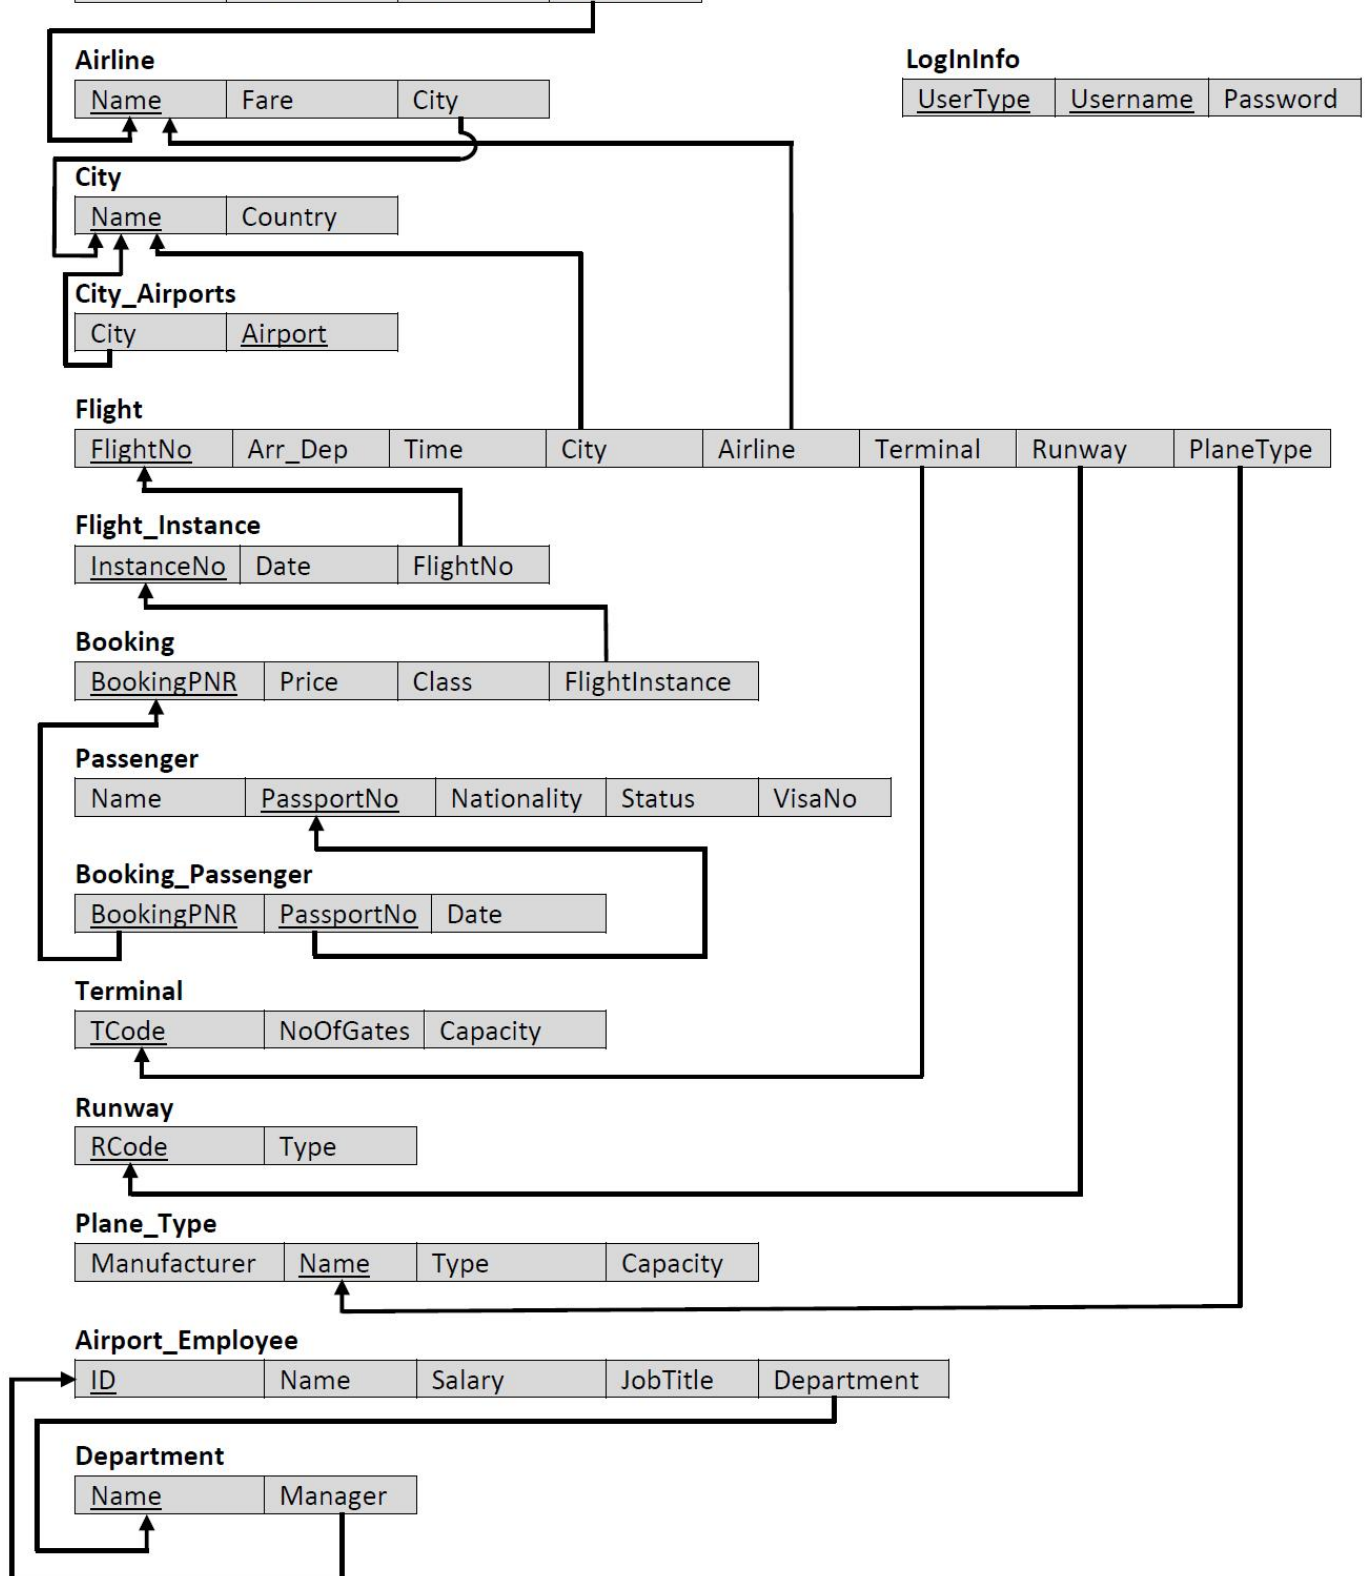 Airline
Name Fare City
LogInInfo
UserType Username Password
City
Name Country
City_Airports
City Airport
Flight
FlightNo Arr_Dep Time City Airline Terminal Runway PlaneType
Flight_Instance
InstanceNo Date FlightNo
Booking
BookingPNR Price Class FlightInstance
Passenger
Name PassportNo Nationality Status VisaNo
Booking_Passenger
BookingPNR PassportNo Date
Terminal
TCode NoOfGates Capacity
Runway
RCode Type
Plane_Type
Manufacturer Name Type Capacity
Airport_Employee
ID Name Salary JobTitle Department
Department
Name Manager